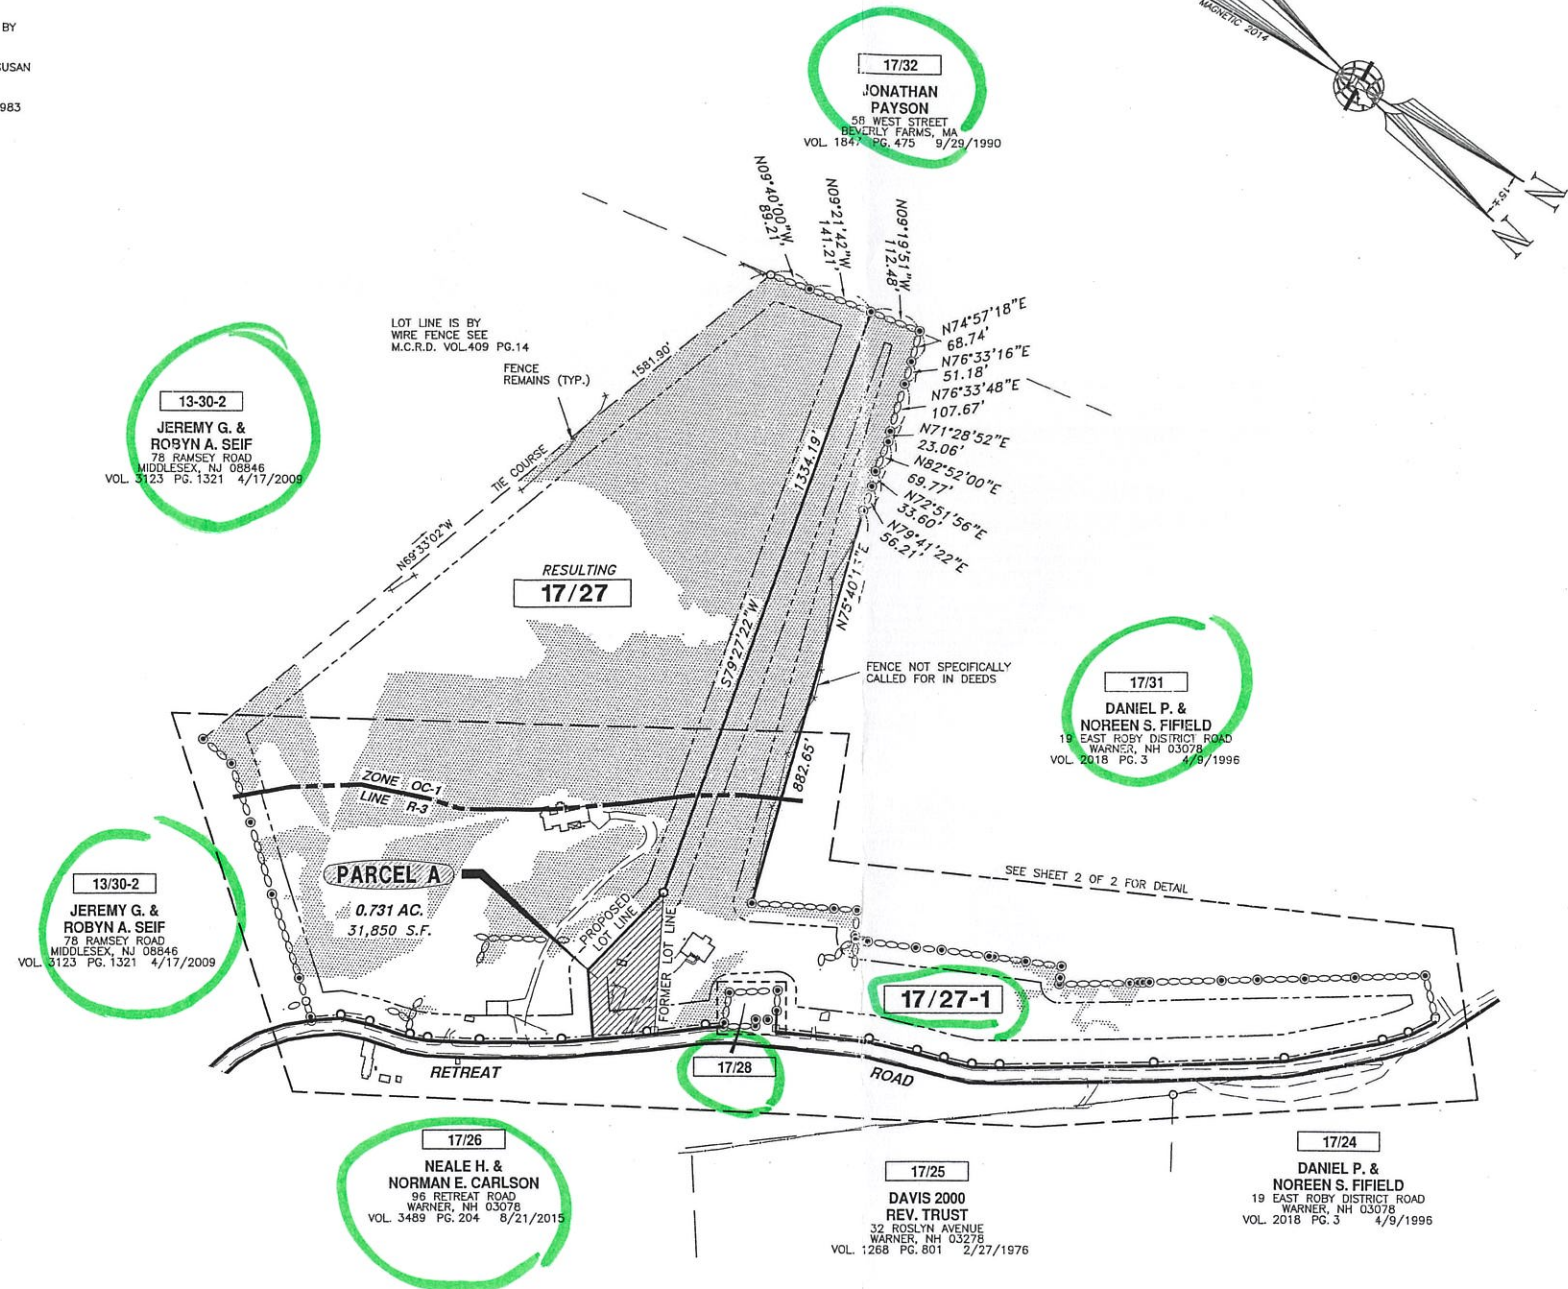 BY
USAN
983
MAGNETIC 2014
15±
N
N
17/32
JONATHAN
PAYSON
58 WEST STREET
BEVERLY FARMS, MA
VOL. 1847 PG. 475 9/29/1990
N09°40'00"W
89.21'
N09°21'42"W
141.21'
N09°19'51"W
112.48'
N74°57'18"E
68.74'
N76°33'16"E
51.18'
N76°33'48"E
107.67'
N71°28'52"E
23.06'
N82°52'00"E
69.77'
N72°51'56"E
33.60'
N79°41'22"E
56.21'
LOT LINE IS BY
WIRE FENCE SEE
M.C.R.D. VOL.409 PG.14
FENCE
REMAINS (TYP.)
1581.90'
TIE COURSE
N69°33'02"W
13-30-2
JEREMY G. &
ROBYN A. SEIF
78 RAMSEY ROAD
MIDDLESEX, NJ 08846
VOL. 3123 PG. 1321 4/17/2009
1334.19'
S79°27'22"W
N75°40'13"E
882.65'
RESULTING
17/27
FENCE NOT SPECIFICALLY
CALLED FOR IN DEEDS
17/31
DANIEL P. &
NOREEN S. FIFIELD
19 EAST ROBY DISTRICT ROAD
WARNER, NH 03078
VOL. 2018 PG. 3 4/9/1996
ZONE OC-1
LINE R-3
PARCEL A
0.731 AC.
31,850 S.F.
PROPOSED
LOT LINE
FORMER LOT LINE
SEE SHEET 2 OF 2 FOR DETAIL
13/30-2
JEREMY G. &
ROBYN A. SEIF
78 RAMSEY ROAD
MIDDLESEX, NJ 08846
VOL. 3123 PG. 1321 4/17/2009
17/27-1
17/28
RETREAT
ROAD
17/26
NEALE H. &
NORMAN E. CARLSON
96 RETREAT ROAD
WARNER, NH 03078
VOL. 3489 PG. 204 8/21/2015
17/25
DAVIS 2000
REV. TRUST
32 ROSLYN AVENUE
WARNER, NH 03278
VOL. 1268 PG. 801 2/27/1976
17/24
DANIEL P. &
NOREEN S. FIFIELD
19 EAST ROBY DISTRICT ROAD
WARNER, NH 03078
VOL. 2018 PG. 3 4/9/1996